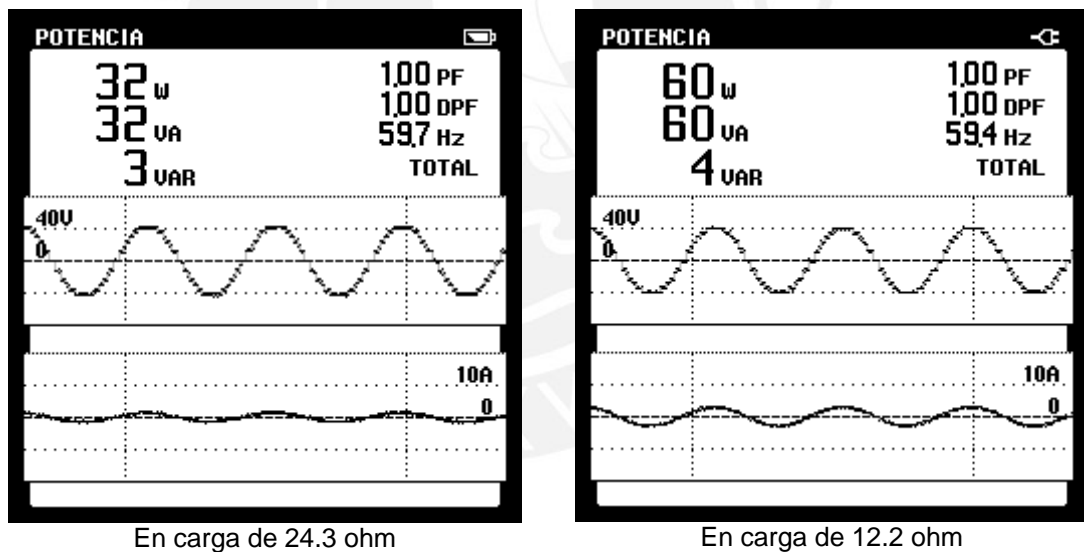 POTENCIA
32 W
32 VA
3 VAR
1,00 PF
1,00 DPF
59,7 Hz
TOTAL
40V
0
10A
0
En carga de 24.3 ohm
POTENCIA
60 W
60 VA
4 VAR
1,00 PF
1,00 DPF
59,4 Hz
TOTAL
40V
0
10A
0
En carga de 12.2 ohm